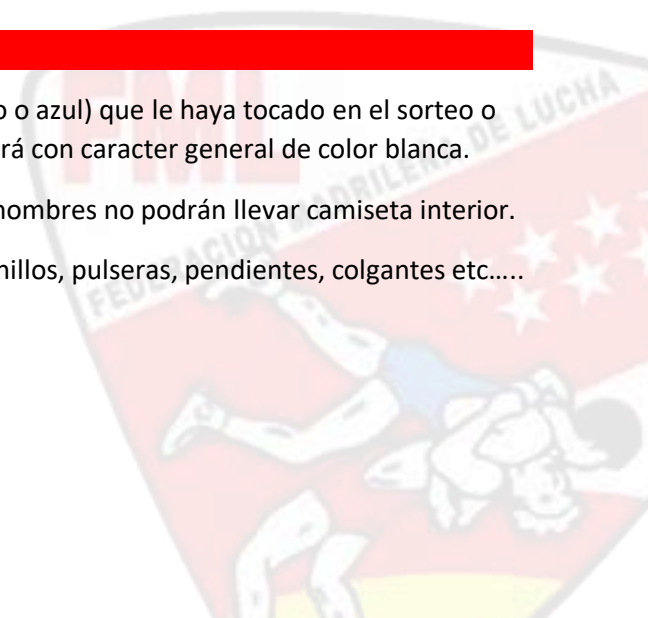 o o azul) que le haya tocado en el sorteo o
rá con caracter general de color blanca.
hombres no podrán llevar camiseta interior.
nillos, pulseras, pendientes, colgantes etc…..
FML
FEDERACION MADRILEÑA DE LUCHA